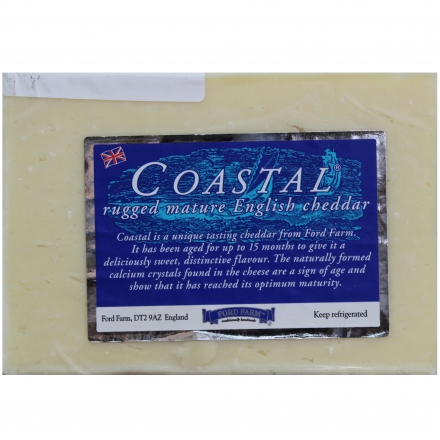 COASTAL®
rugged mature English cheddar
Coastal is a unique tasting cheddar from Ford Farm.
It has been aged for up to 15 months to give it a
deliciously sweet, distinctive flavour. The naturally formed
calcium crystals found in the cheese are a sign of age and
show that it has reached its optimum maturity.
FORD FARM
Ford Farm, DT2 9AZ England
Keep refrigerated